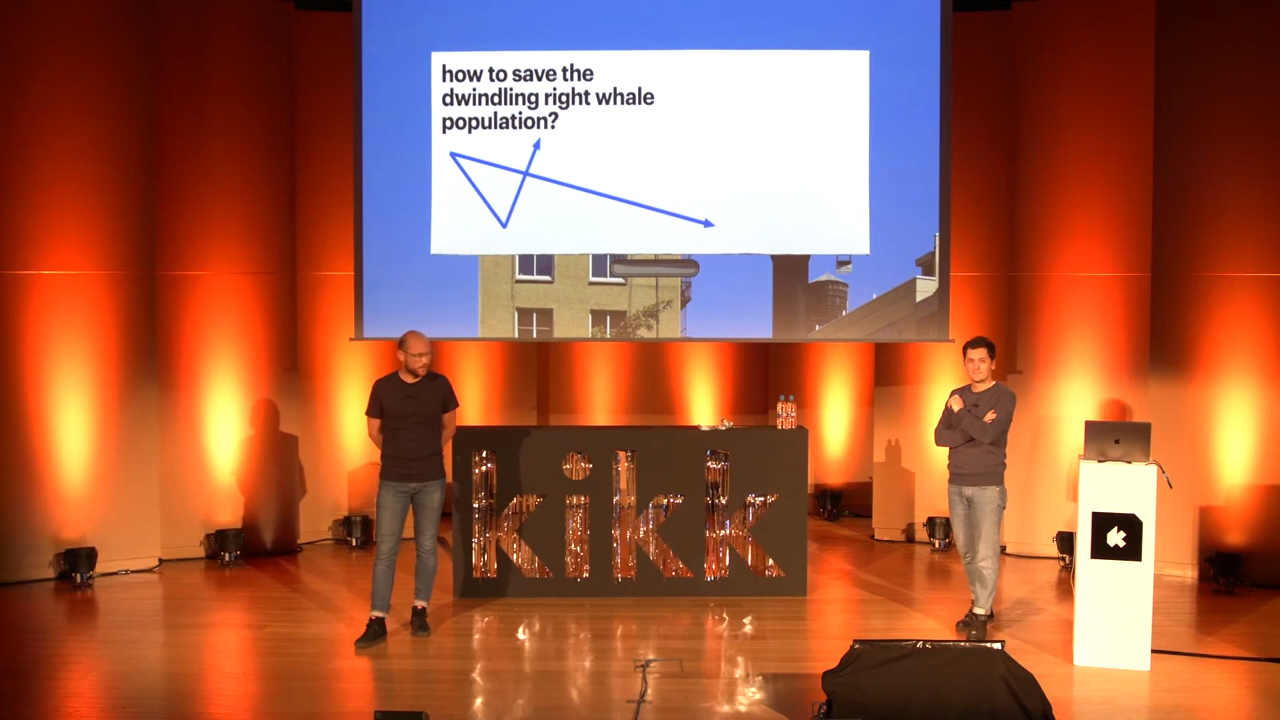 how to save the
dwindling right whale
population?
kikk